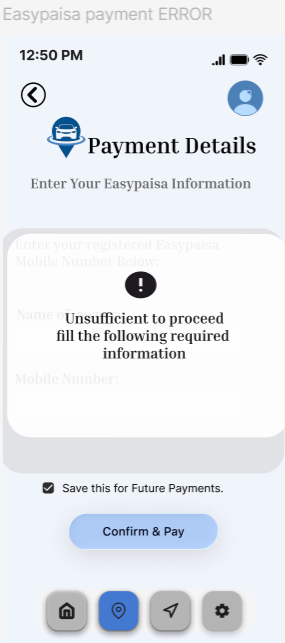 Easypaisa payment ERROR
12:50 PM
Payment Details
Enter Your Easypaisa Information
Enter your registered Easypaisa
Mobile Number Below:
Name o
Unsufficient to proceed
fill the following required
information
Mobile Number:
Save this for Future Payments.
Confirm & Pay